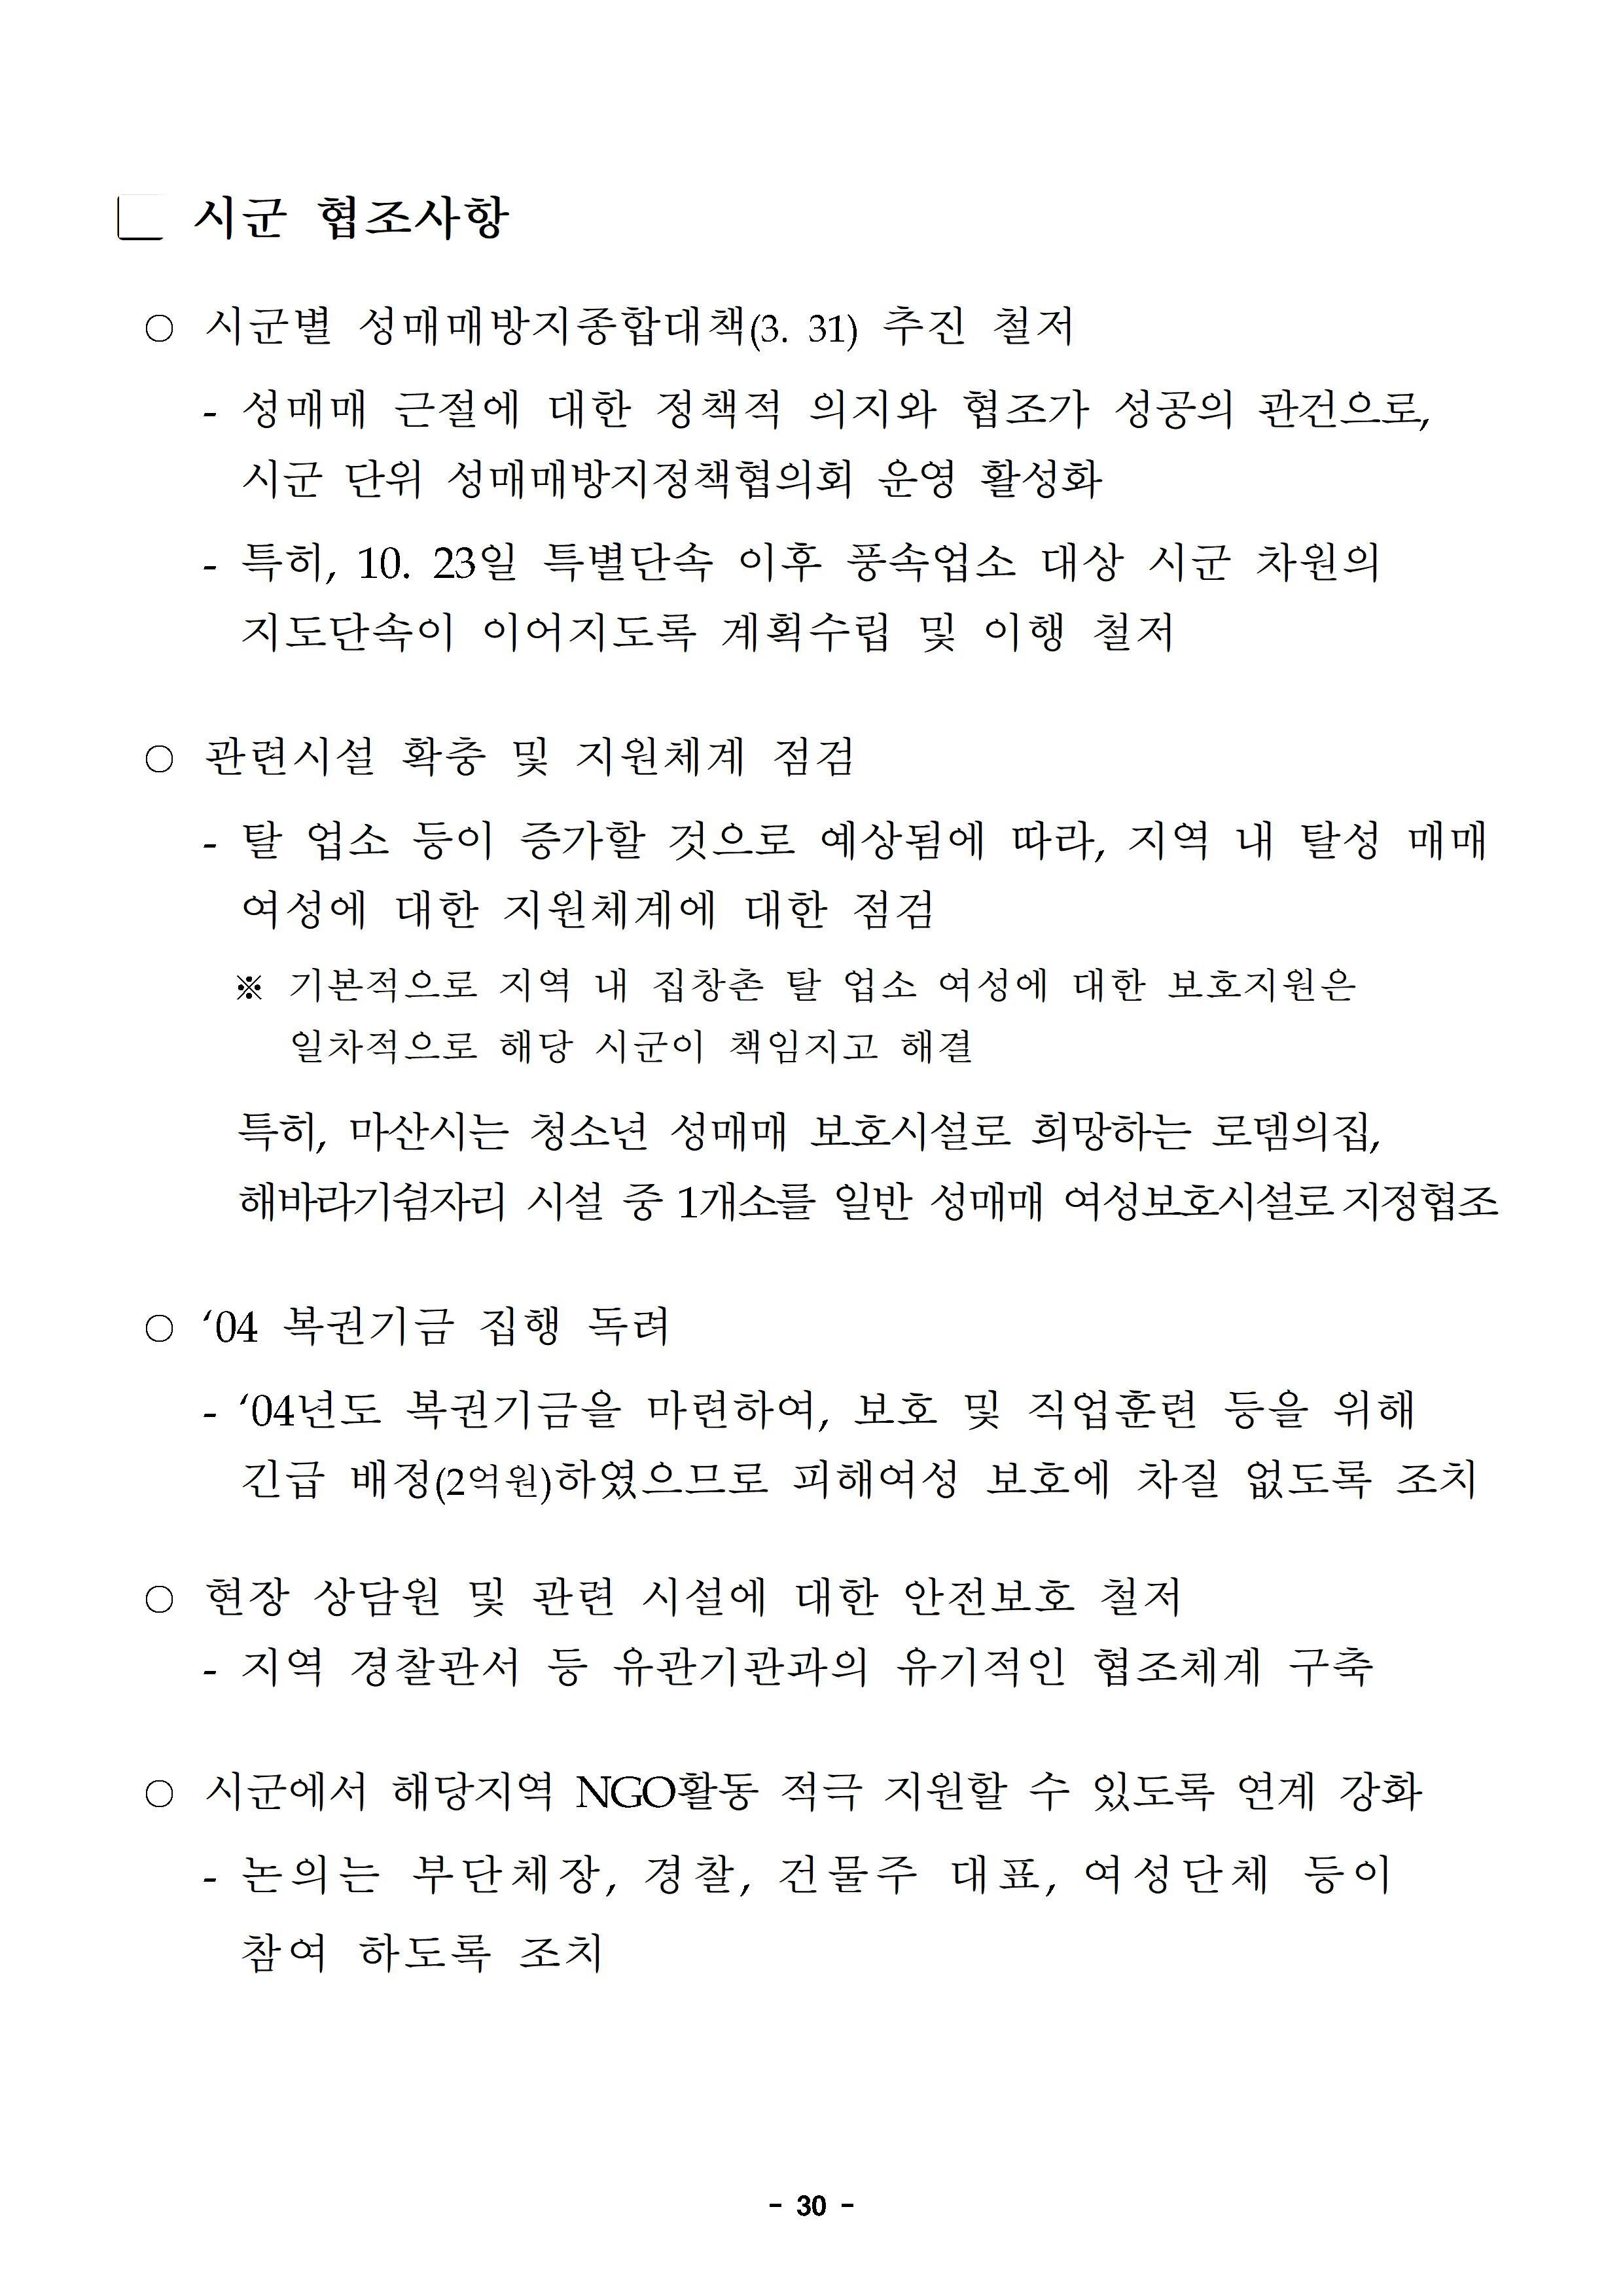 □ 시군 협조사항
○ 시군별 성매매방지종합대책(3. 31) 추진 철저
- 성매매 근절에 대한 정책적 의지와 협조가 성공의 관건으로,
시군 단위 성매매방지정책협의회 운영 활성화
- 특히, 10. 23일 특별단속 이후 풍속업소 대상 시군 차원의
지도단속이 이어지도록 계획수립 및 이행 철저
○ 관련시설 확충 및 지원체계 점검
- 탈 업소 등이 증가할 것으로 예상됨에 따라, 지역 내 탈성 매매
여성에 대한 지원체계에 대한 점검
※ 기본적으로 지역 내 집창촌 탈 업소 여성에 대한 보호지원은
일차적으로 해당 시군이 책임지고 해결
특히, 마산시는 청소년 성매매 보호시설로 희망하는 로뎀의집,
해바라기쉼자리 시설 중 1개소를 일반 성매매 여성보호시설로 지정협조
○ ‘04 복권기금 집행 독려
- ‘04년도 복권기금을 마련하여, 보호 및 직업훈련 등을 위해
긴급 배정(2억원)하였으므로 피해여성 보호에 차질 없도록 조치
○ 현장 상담원 및 관련 시설에 대한 안전보호 철저
- 지역 경찰관서 등 유관기관과의 유기적인 협조체계 구축
○ 시군에서 해당지역 NGO활동 적극 지원할 수 있도록 연계 강화
- 논의는 부단체장, 경찰, 건물주 대표, 여성단체 등이
참여 하도록 조치
- 30 -